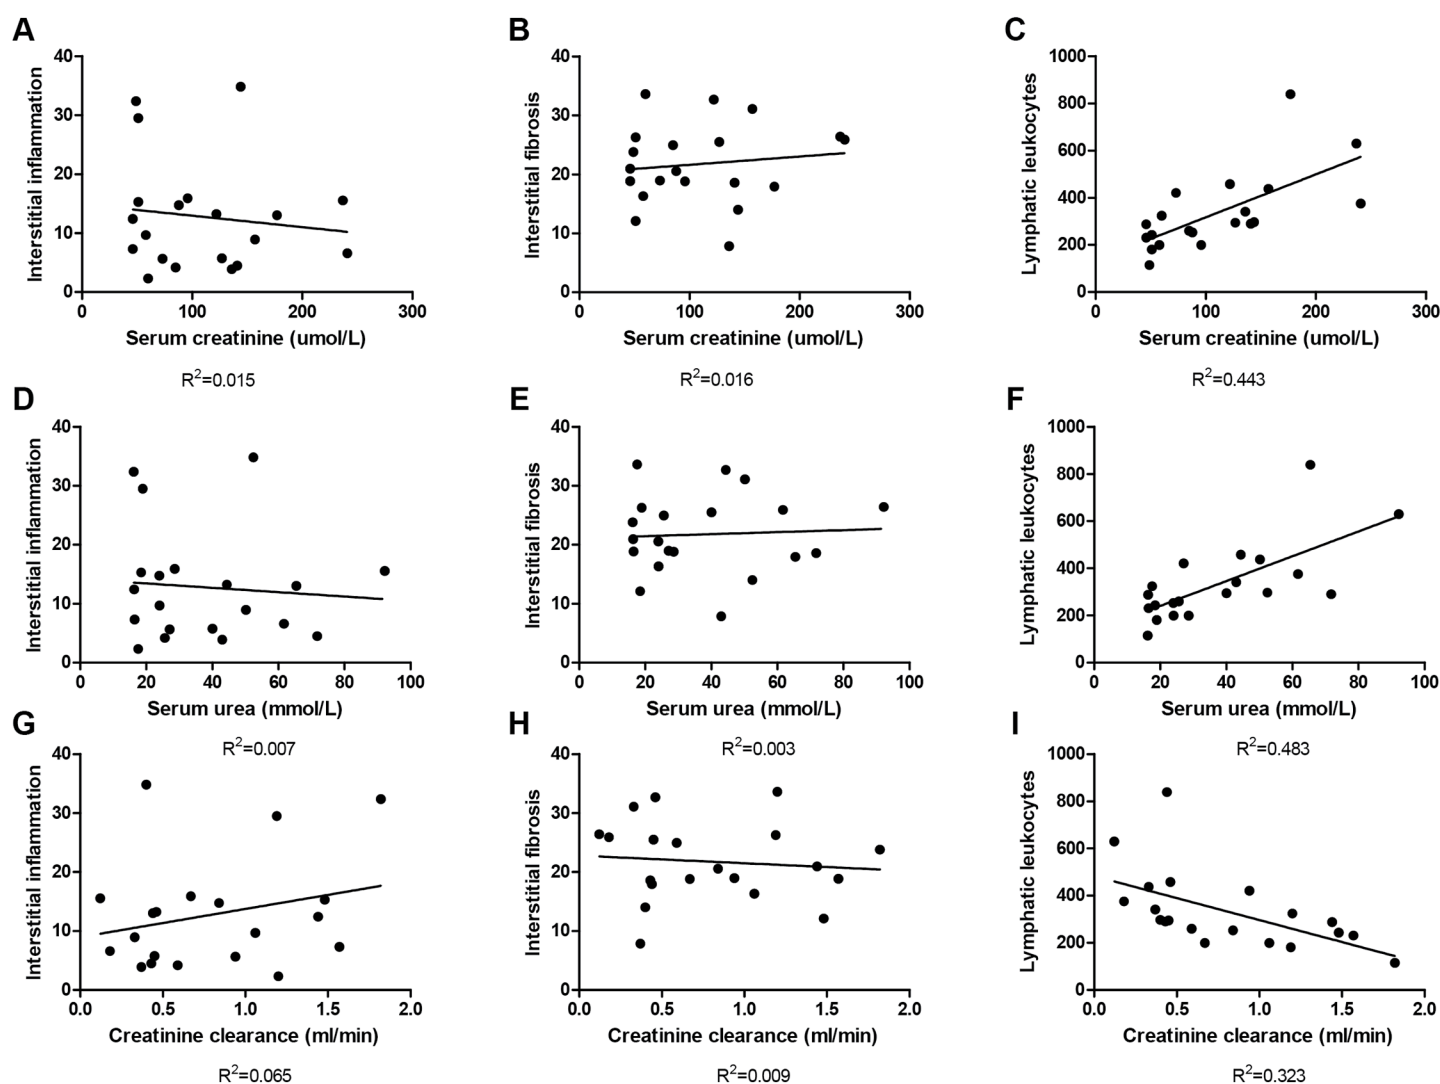 A
B
C
40
30
20
10
0
Interstitial inflammation
0 100 200 300
Serum creatinine (umol/L)
R2=0.015
40
30
20
10
0
Interstitial fibrosis
0 100 200 300
Serum creatinine (umol/L)
R2=0.016
1000
800
600
400
200
0
Lymphatic leukocytes
0 100 200 300
Serum creatinine (umol/L)
R2=0.443
D
E
F
40
30
20
10
0
Interstitial inflammation
0 20 40 60 80 100
Serum urea (mmol/L)
R2=0.007
40
30
20
10
0
Interstitial fibrosis
0 20 40 60 80 100
Serum urea (mmol/L)
R2=0.003
1000
800
600
400
200
0
Lymphatic leukocytes
0 20 40 60 80 100
Serum urea (mmol/L)
R2=0.483
G
H
I
40
30
20
10
0
Interstitial inflammation
0.0 0.5 1.0 1.5 2.0
Creatinine clearance (ml/min)
R2=0.065
40
30
20
10
0
Interstitial fibrosis
0.0 0.5 1.0 1.5 2.0
Creatinine clearance (ml/min)
R2=0.009
1000
800
600
400
200
0
Lymphatic leukocytes
0.0 0.5 1.0 1.5 2.0
Creatinine clearance (ml/min)
R2=0.323